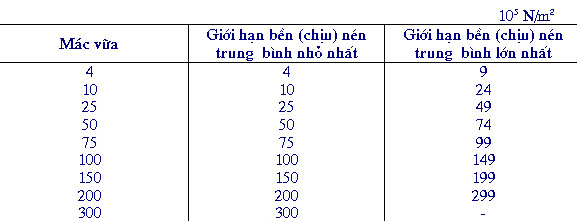 10⁵ N/m²
Mác vữa Giới hạn bền (chịu) nén trung bình nhỏ nhất Giới hạn bền (chịu) nén trung bình lớn nhất
4 4 9
10 10 24
25 25 49
50 50 74
75 75 99
100 100 149
150 150 199
200 200 299
300 300 -